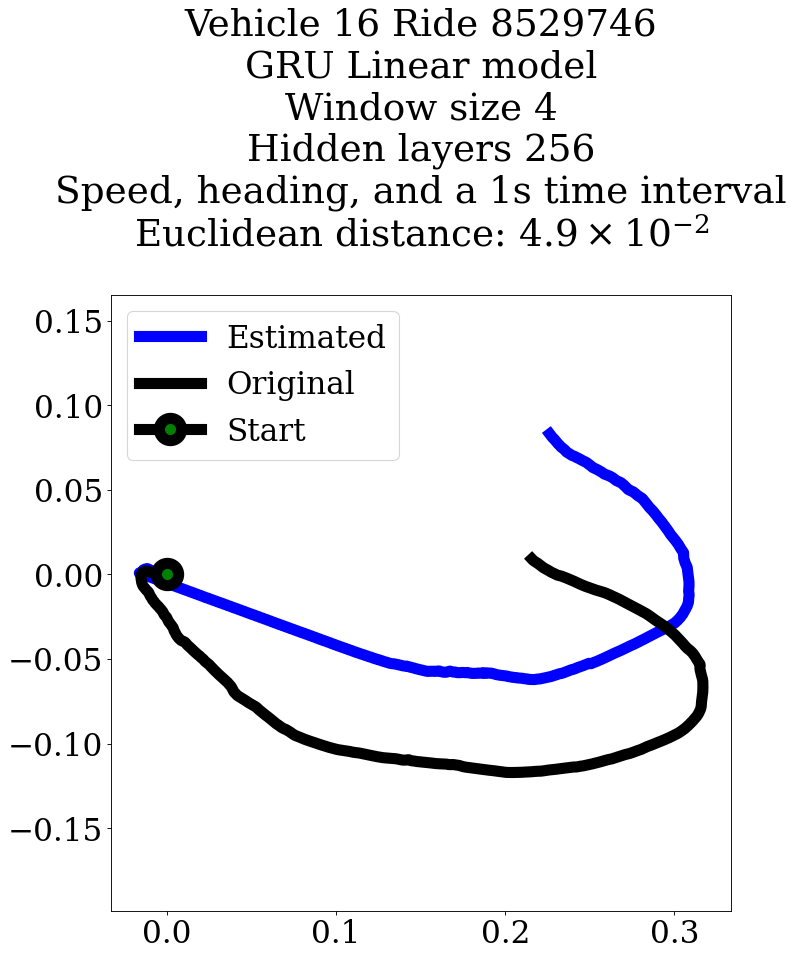 Vehicle 16 Ride 8529746
GRU Linear model
Window size 4
Hidden layers 256
Speed, heading, and a 1s time interval
Euclidean distance: 4.9 × 10⁻²
Estimated
Original
Start
0.15
0.10
0.05
0.00
−0.05
−0.10
−0.15
0.0 0.1 0.2 0.3